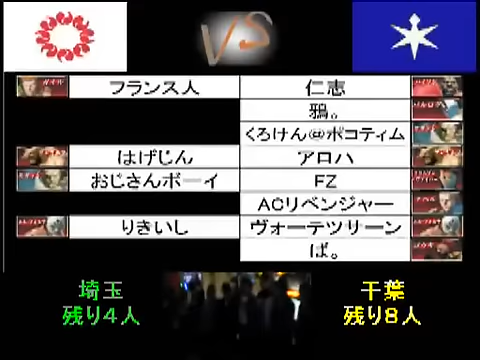 VS
フランス人 仁志
鴉。
くろけん@ポコティム
はげじん アロハ
おじさんボーイ FZ
ACリベンジャー
りきいし ヴォーテツサーン
ぱ。
埼玉 千葉
残り4人 残り8人